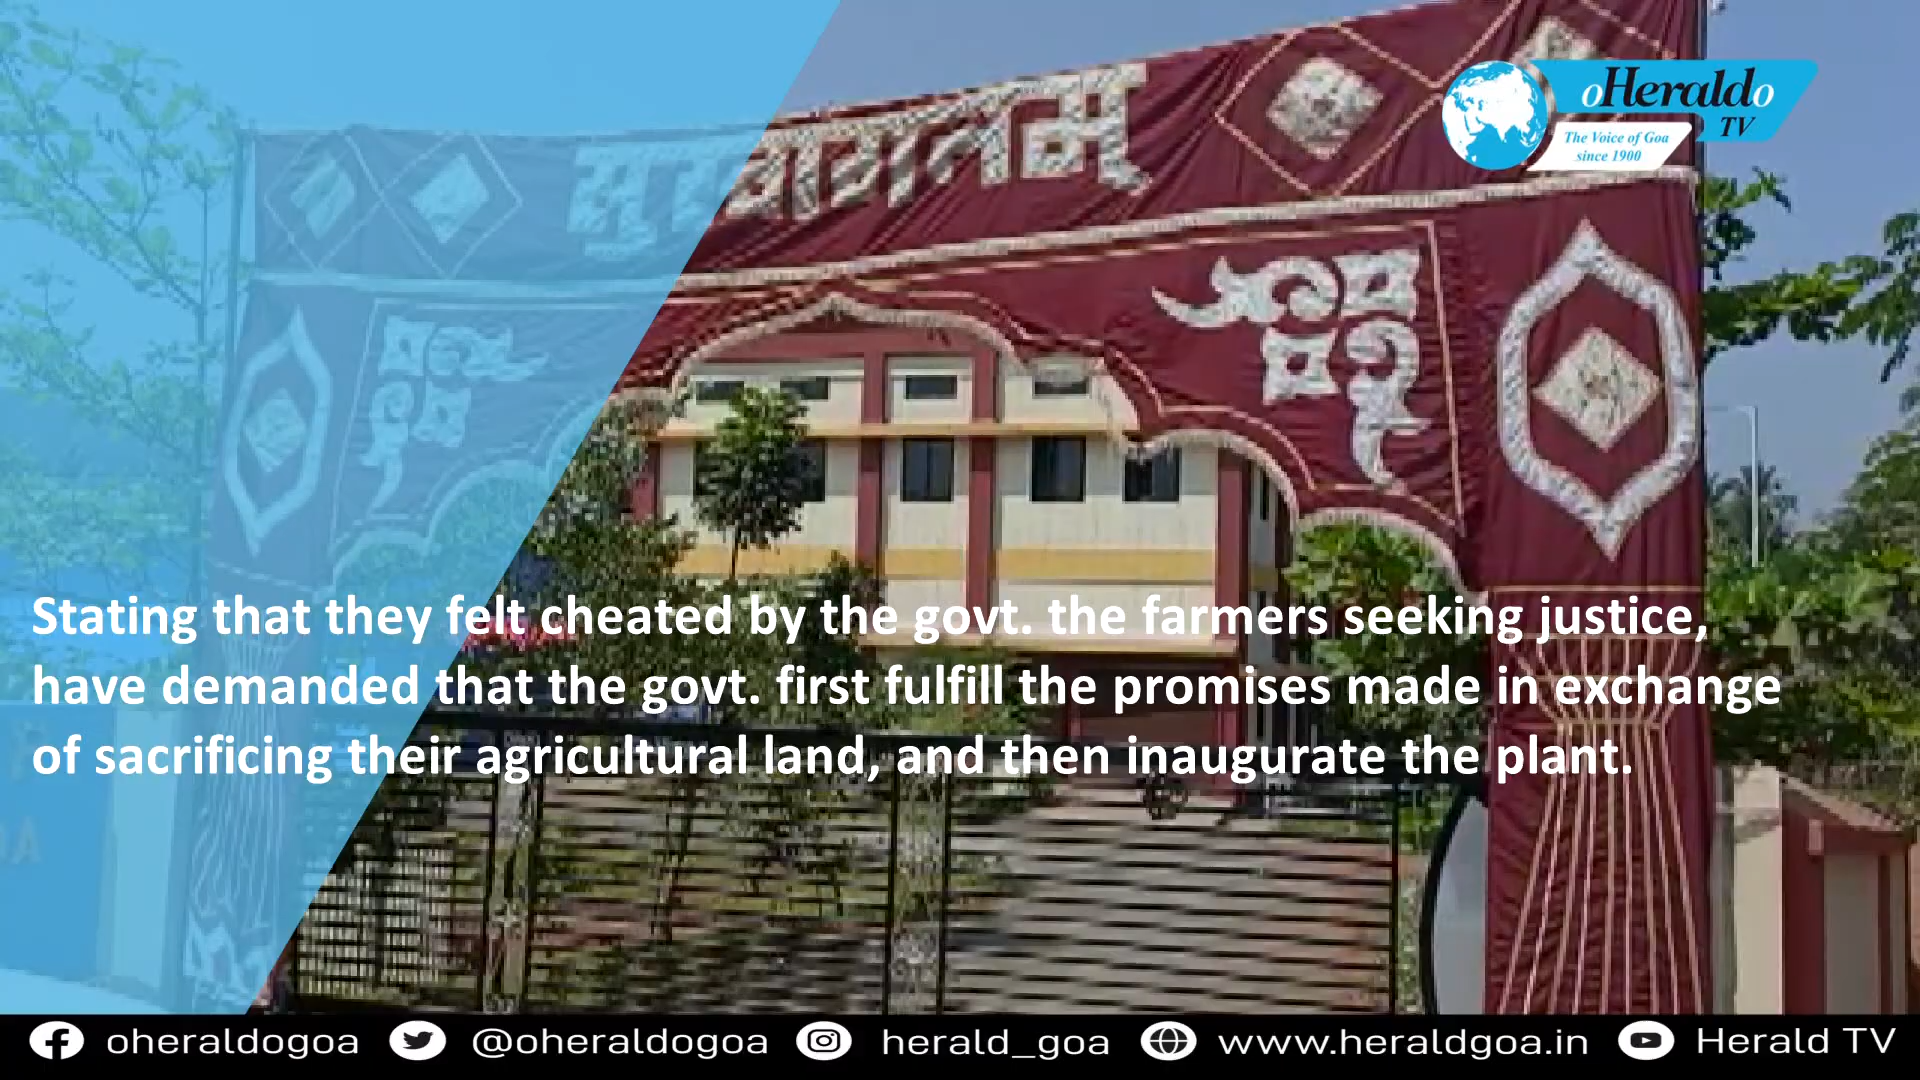 oHeraldo
TV
The Voice of Goa
since 1900
सुस्वागतम्
Stating that they felt cheated by the govt. the farmers seeking justice,
have demanded that the govt. first fulfill the promises made in exchange
of sacrificing their agricultural land, and then inaugurate the plant.
oheraldogoa @oheraldogoa herald_goa www.heraldgoa.in Herald TV